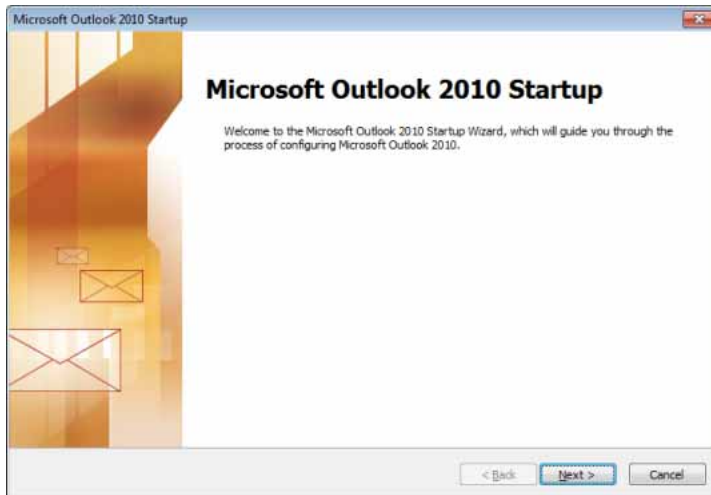 Microsoft Outlook 2010 Startup
Microsoft Outlook 2010 Startup
Welcome to the Microsoft Outlook 2010 Startup Wizard, which will guide you through the
process of configuring Microsoft Outlook 2010.
< Back Next > Cancel